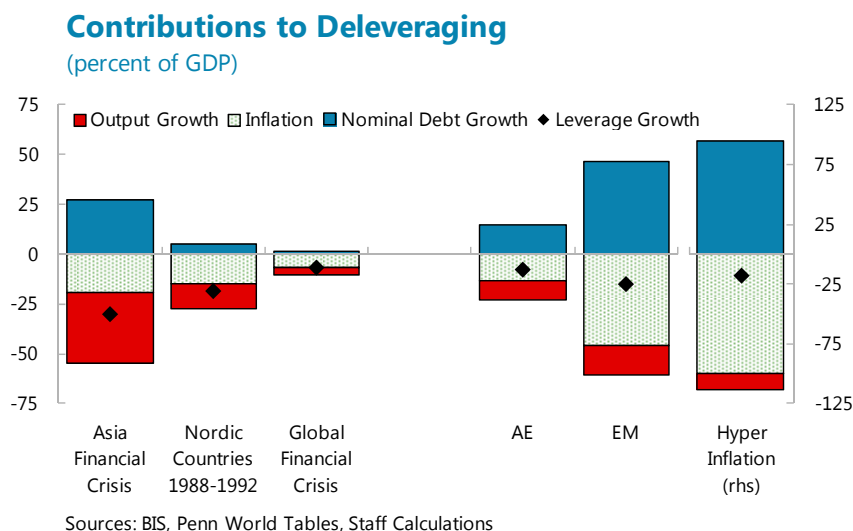 Contributions to Deleveraging
(percent of GDP)
75
50
25
0
-25
-50
-75
125
75
25
-25
-75
-125
Output Growth Inflation Nominal Debt Growth Leverage Growth
Asia
Financial
Crisis
Nordic
Countries
1988-1992
Global
Financial
Crisis
AE
EM
Hyper
Inflation
(rhs)
Sources: BIS, Penn World Tables, Staff Calculations